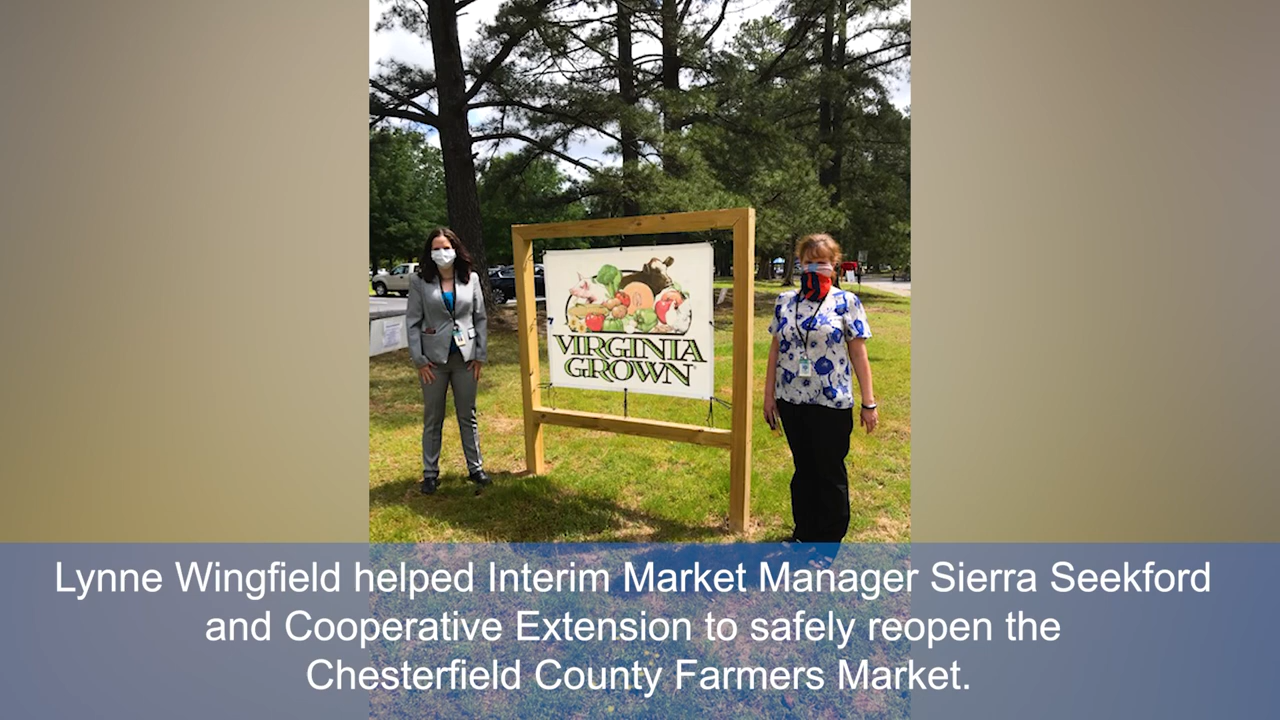 VIRGINIA
GROWN
Lynne Wingfield helped Interim Market Manager Sierra Seekford
and Cooperative Extension to safely reopen the
Chesterfield County Farmers Market.